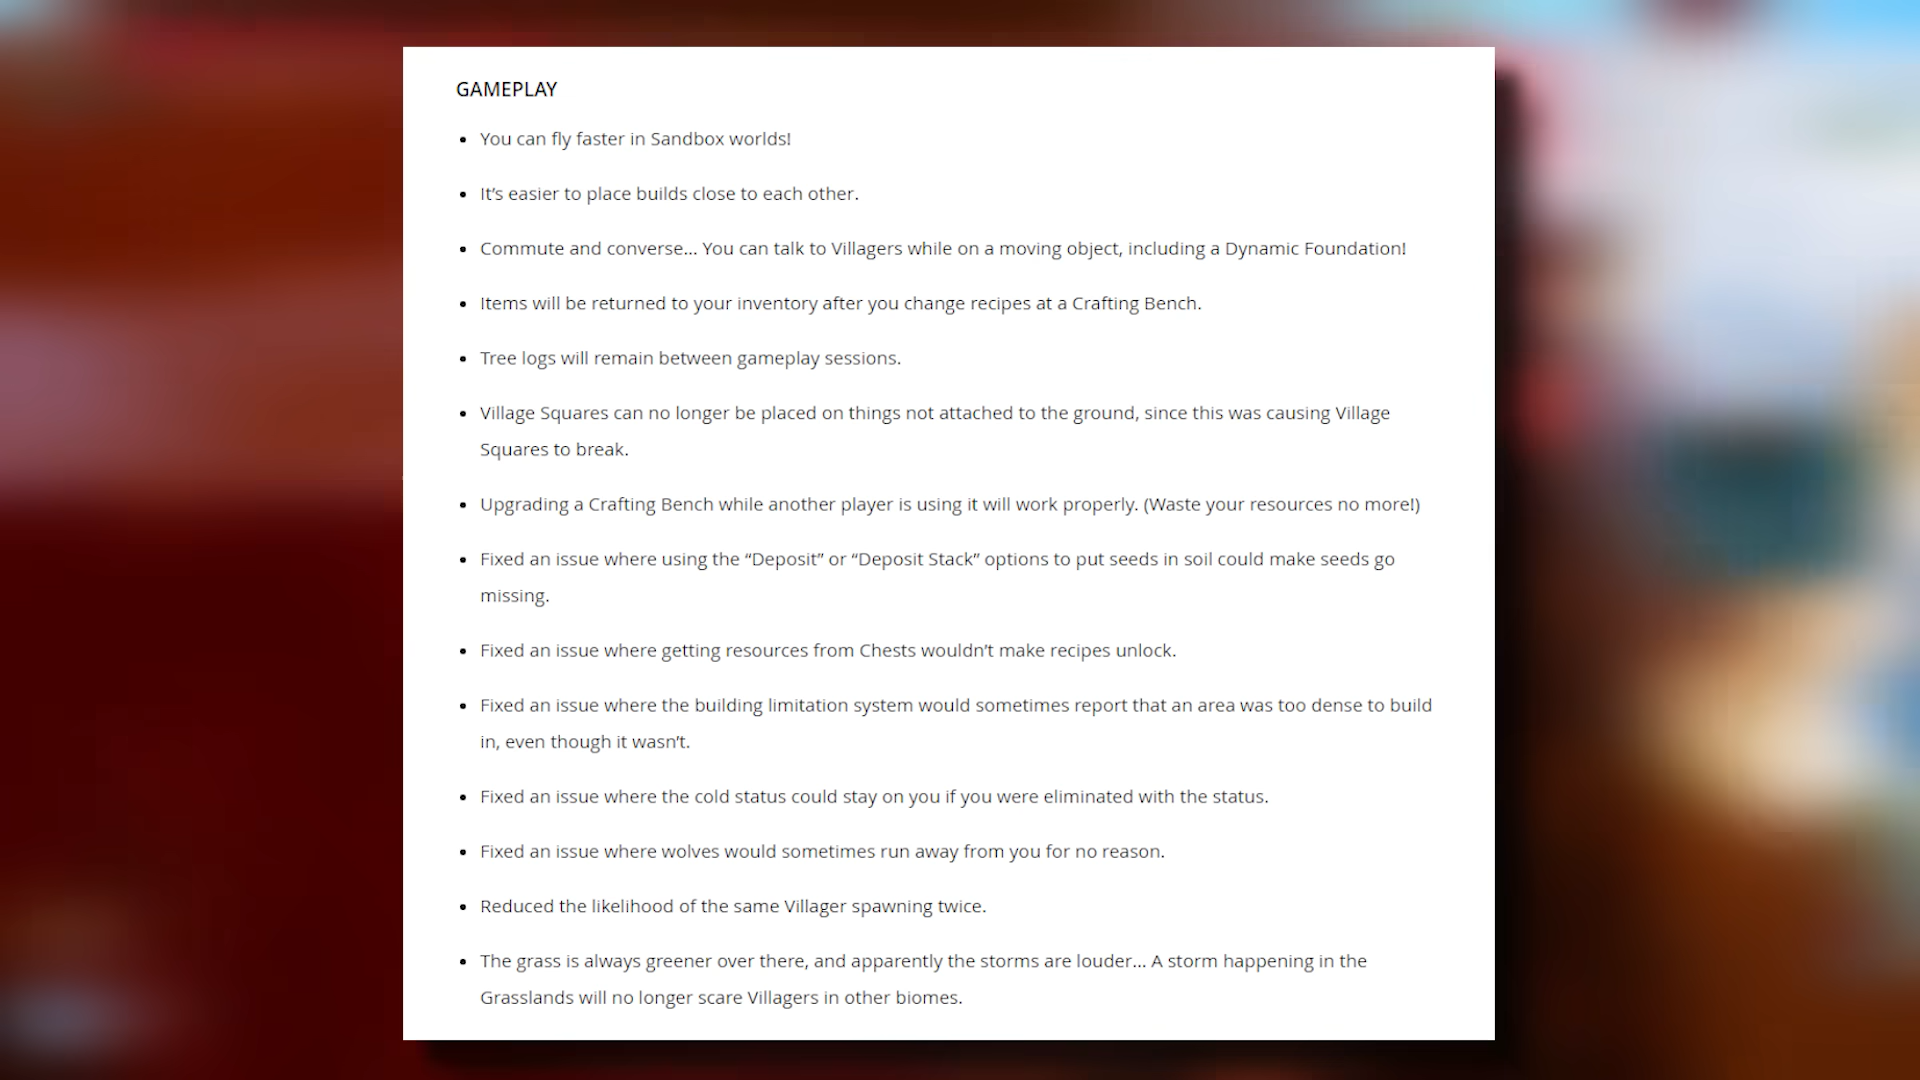 GAMEPLAY
• You can fly faster in Sandbox worlds!
• It’s easier to place builds close to each other.
• Commute and converse... You can talk to Villagers while on a moving object, including a Dynamic Foundation!
• Items will be returned to your inventory after you change recipes at a Crafting Bench.
• Tree logs will remain between gameplay sessions.
• Village Squares can no longer be placed on things not attached to the ground, since this was causing Village
Squares to break.
• Upgrading a Crafting Bench while another player is using it will work properly. (Waste your resources no more!)
• Fixed an issue where using the “Deposit” or “Deposit Stack” options to put seeds in soil could make seeds go
missing.
• Fixed an issue where getting resources from Chests wouldn’t make recipes unlock.
• Fixed an issue where the building limitation system would sometimes report that an area was too dense to build
in, even though it wasn’t.
• Fixed an issue where the cold status could stay on you if you were eliminated with the status.
• Fixed an issue where wolves would sometimes run away from you for no reason.
• Reduced the likelihood of the same Villager spawning twice.
• The grass is always greener over there, and apparently the storms are louder... A storm happening in the
Grasslands will no longer scare Villagers in other biomes.